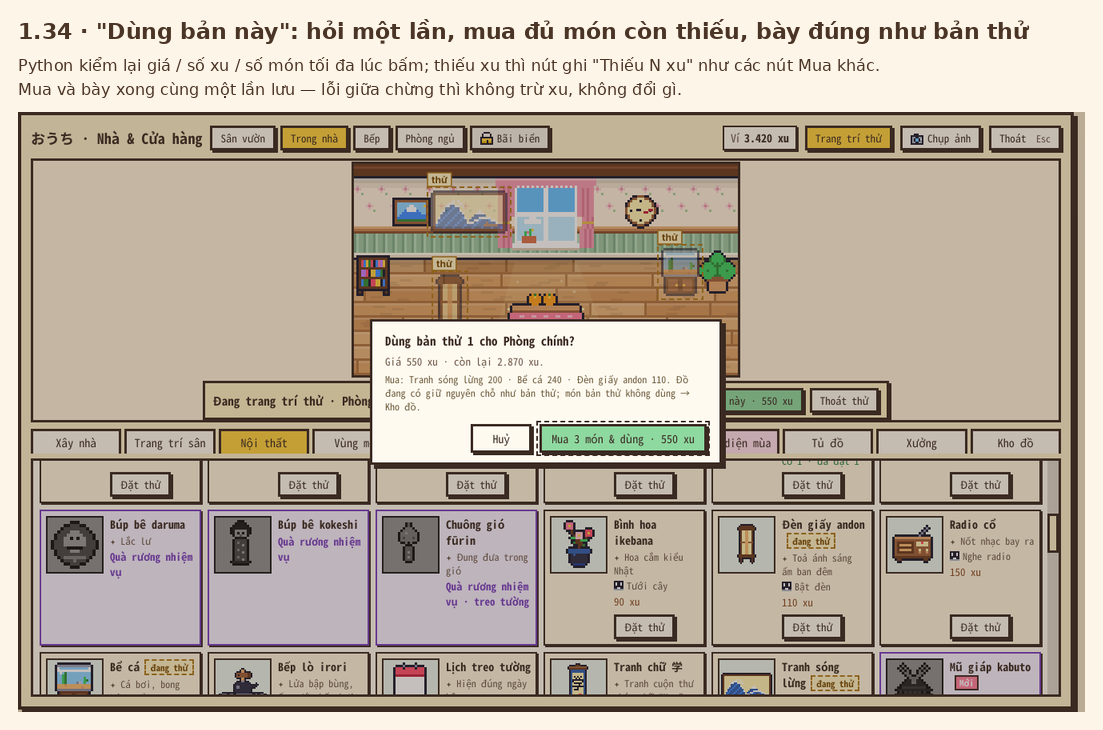 1.34 · "Dùng bản này": hỏi một lần, mua đủ món còn thiếu, bày đúng như bản thử
Python kiểm lại giá / số xu / số món tối đa lúc bấm; thiếu xu thì nút ghi "Thiếu N xu" như các nút Mua khác.
Mua và bày xong cùng một lần lưu — lỗi giữa chừng thì không trừ xu, không đổi gì.
おうち · Nhà & Cửa hàng
Sân vườn
Trong nhà
Bếp
Phòng ngủ
Bãi biển
Ví 3.420 xu
Trang trí thử
Chụp ảnh
Thoát Esc
thử
thử
thử
Dùng bản thử 1 cho Phòng chính?
Giá 550 xu · còn lại 2.870 xu.
Mua: Tranh sóng lừng 200 · Bể cá 240 · Đèn giấy andon 110. Đồ
đang có giữ nguyên chỗ như bản thử; món bản thử không dùng →
Kho đồ.
Huỷ
Mua 3 món & dùng · 550 xu
Đang trang trí thử · Phòng
này · 550 xu
Thoát thử
Xây nhà
Trang trí sân
Nội thất
Vùng m
diện mùa
Tủ đồ
Xưởng
Kho đồ
Đặt thử
Đặt thử
Đặt thử
Đặt thử
Đặt thử
Đặt thử
Búp bê daruma
✦ Lắc lư
Quà rương nhiệm
vụ
Búp bê kokeshi
Quà rương nhiệm
vụ
Chuông gió
fūrin
✦ Đung đưa trong
gió
Quà rương nhiệm
vụ · treo tường
Bình hoa
ikebana
✦ Hoa cắm kiểu
Nhật
Tưới cây
90 xu
Đặt thử
Đèn giấy andon
đang thử
✦ Toả ánh sáng
ấm ban đêm
Bật đèn
110 xu
Đặt thử
Radio cổ
✦ Nốt nhạc bay ra
Nghe radio
150 xu
Đặt thử
Bể cá đang thử
✦ Cá bơi, bong
Bếp lò irori
✦ Lửa bập bùng,
Lịch treo tường
✦ Hiện đúng ngày
Tranh chữ 学
✦ Tranh cuộn thư
Tranh sóng
lừng đang thử
Mũ giáp kabuto
Mới